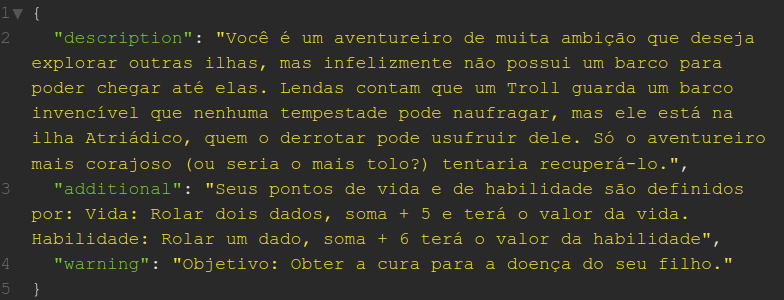 1▼ {
2 "description": "Você é um aventureiro de muita ambição que deseja
explorar outras ilhas, mas infelizmente não possui um barco para
poder chegar até elas. Lendas contam que um Troll guarda um barco
invencível que nenhuma tempestade pode naufragar, mas ele está na
ilha Atriádico, quem o derrotar pode usufruir dele. Só o aventureiro
mais corajoso (ou seria o mais tolo?) tentaria recuperá-lo.",
3 "additional": "Seus pontos de vida e de habilidade são definidos
por: Vida: Rolar dois dados, soma + 5 e terá o valor da vida.
Habilidade: Rolar um dado, soma + 6 terá o valor da habilidade",
4 "warning": "Objetivo: Obter a cura para a doença do seu filho."
5 }